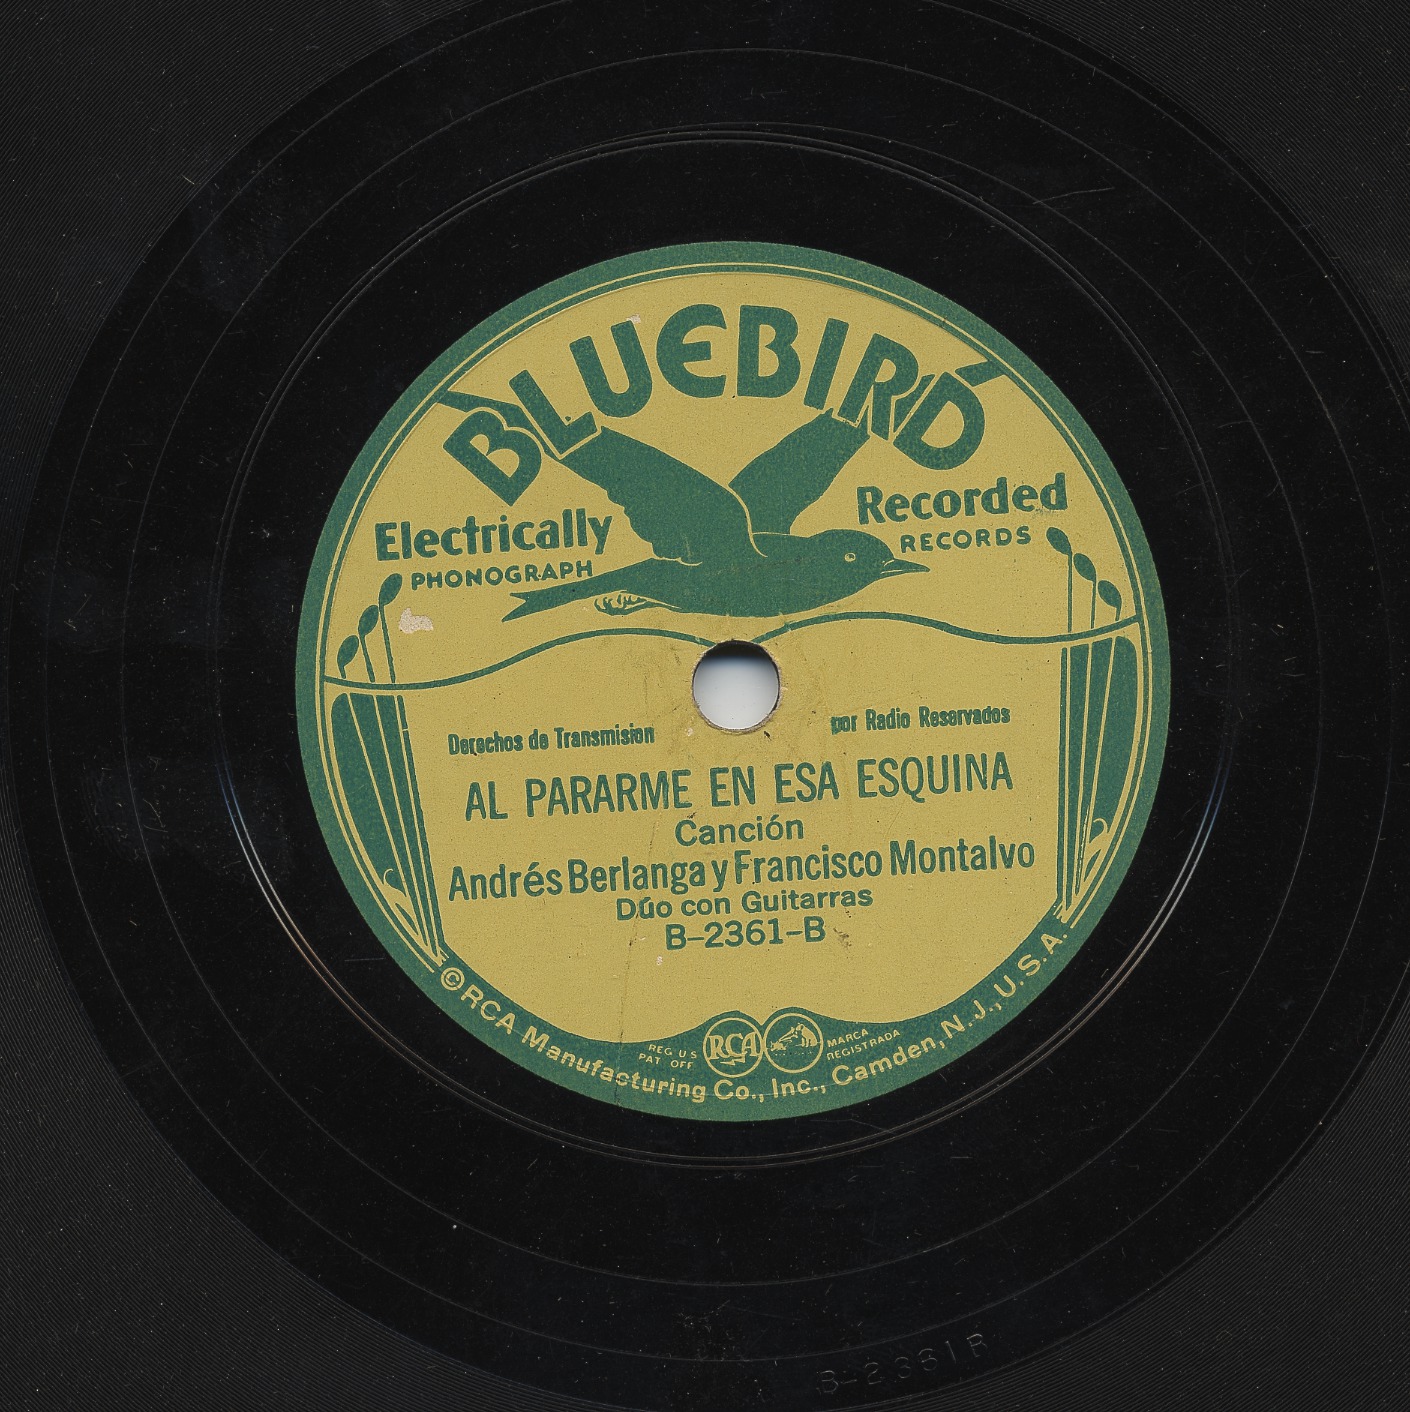 BLUEBIRD
Electrically Recorded
PHONOGRAPH RECORDS
Derechos de Transmision por Radio Reservados
AL PARARME EN ESA ESQUINA
Canción
Andrés Berlanga y Francisco Montalvo
Dúo con Guitarras
B-2361-B
REG U S
PAT OFF
RCA
MARCA
REGISTRADA
©RCA Manufacturing Co., Inc., Camden, N.J., U.S.A.